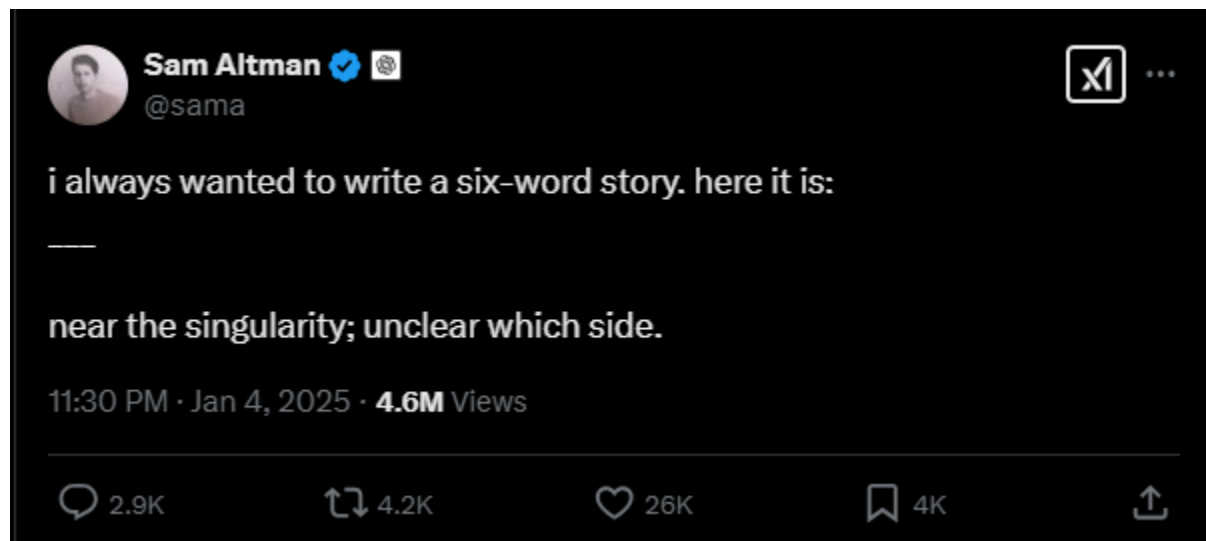 Sam Altman
@sama
i always wanted to write a six-word story. here it is:
___
near the singularity; unclear which side.
11:30 PM · Jan 4, 2025 · 4.6M Views
2.9K 4.2K 26K 4K